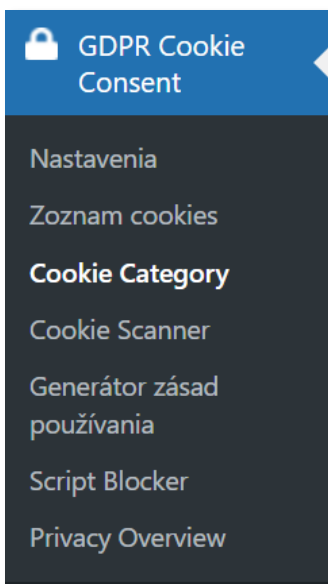 GDPR Cookie
Consent
Nastavenia
Zoznam cookies
Cookie Category
Cookie Scanner
Generátor zásad
používania
Script Blocker
Privacy Overview